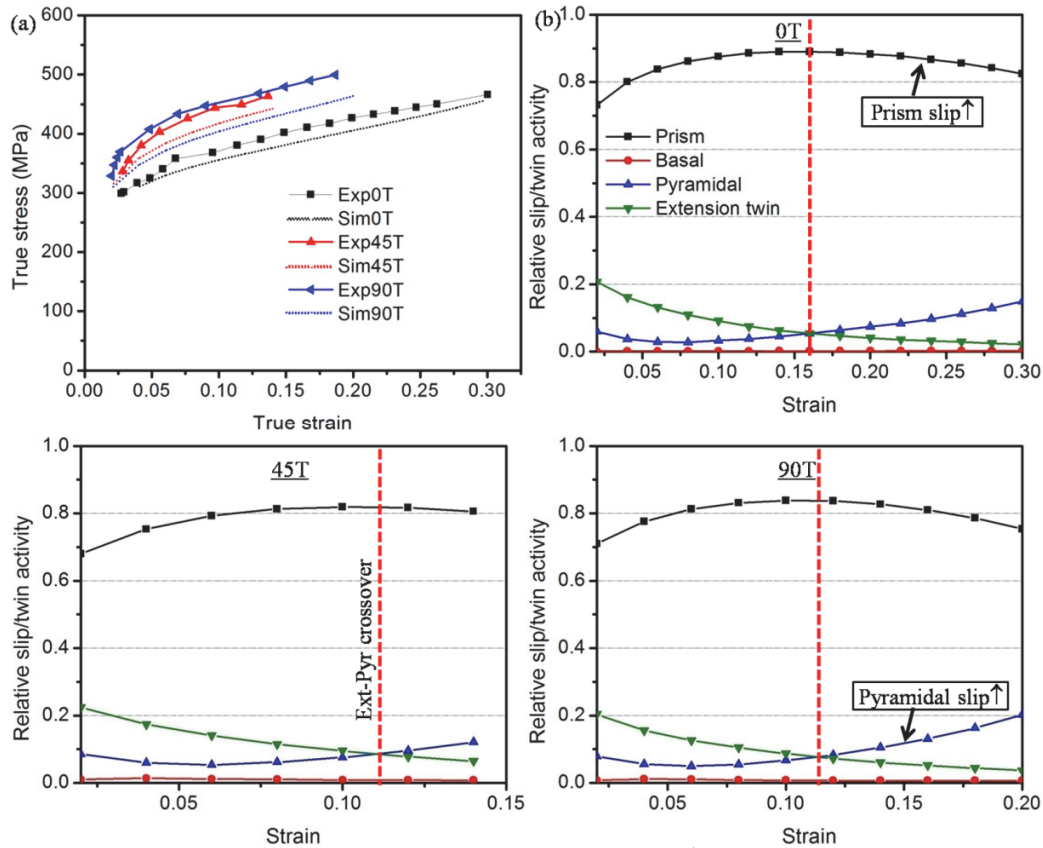 (a)
600
500
400
300
200
100
0
True stress (MPa)
Exp0T
Sim0T
Exp45T
Sim45T
Exp90T
Sim90T
0.00 0.05 0.10 0.15 0.20 0.25 0.30
True strain
(b)
0T
1.0
0.8
0.6
0.4
0.2
0.0
Relative slip/twin activity
Prism slip↑
Prism
Basal
Pyramidal
Extension twin
0.05 0.10 0.15 0.20 0.25 0.30
Strain
45T
1.0
0.8
0.6
0.4
0.2
0.0
Relative slip/twin activity
Ext-Pyr crossover
0.05 0.10 0.15
Strain
90T
1.0
0.8
0.6
0.4
0.2
0.0
Relative slip/twin activity
Pyramidal slip↑
0.05 0.10 0.15 0.20
Strain